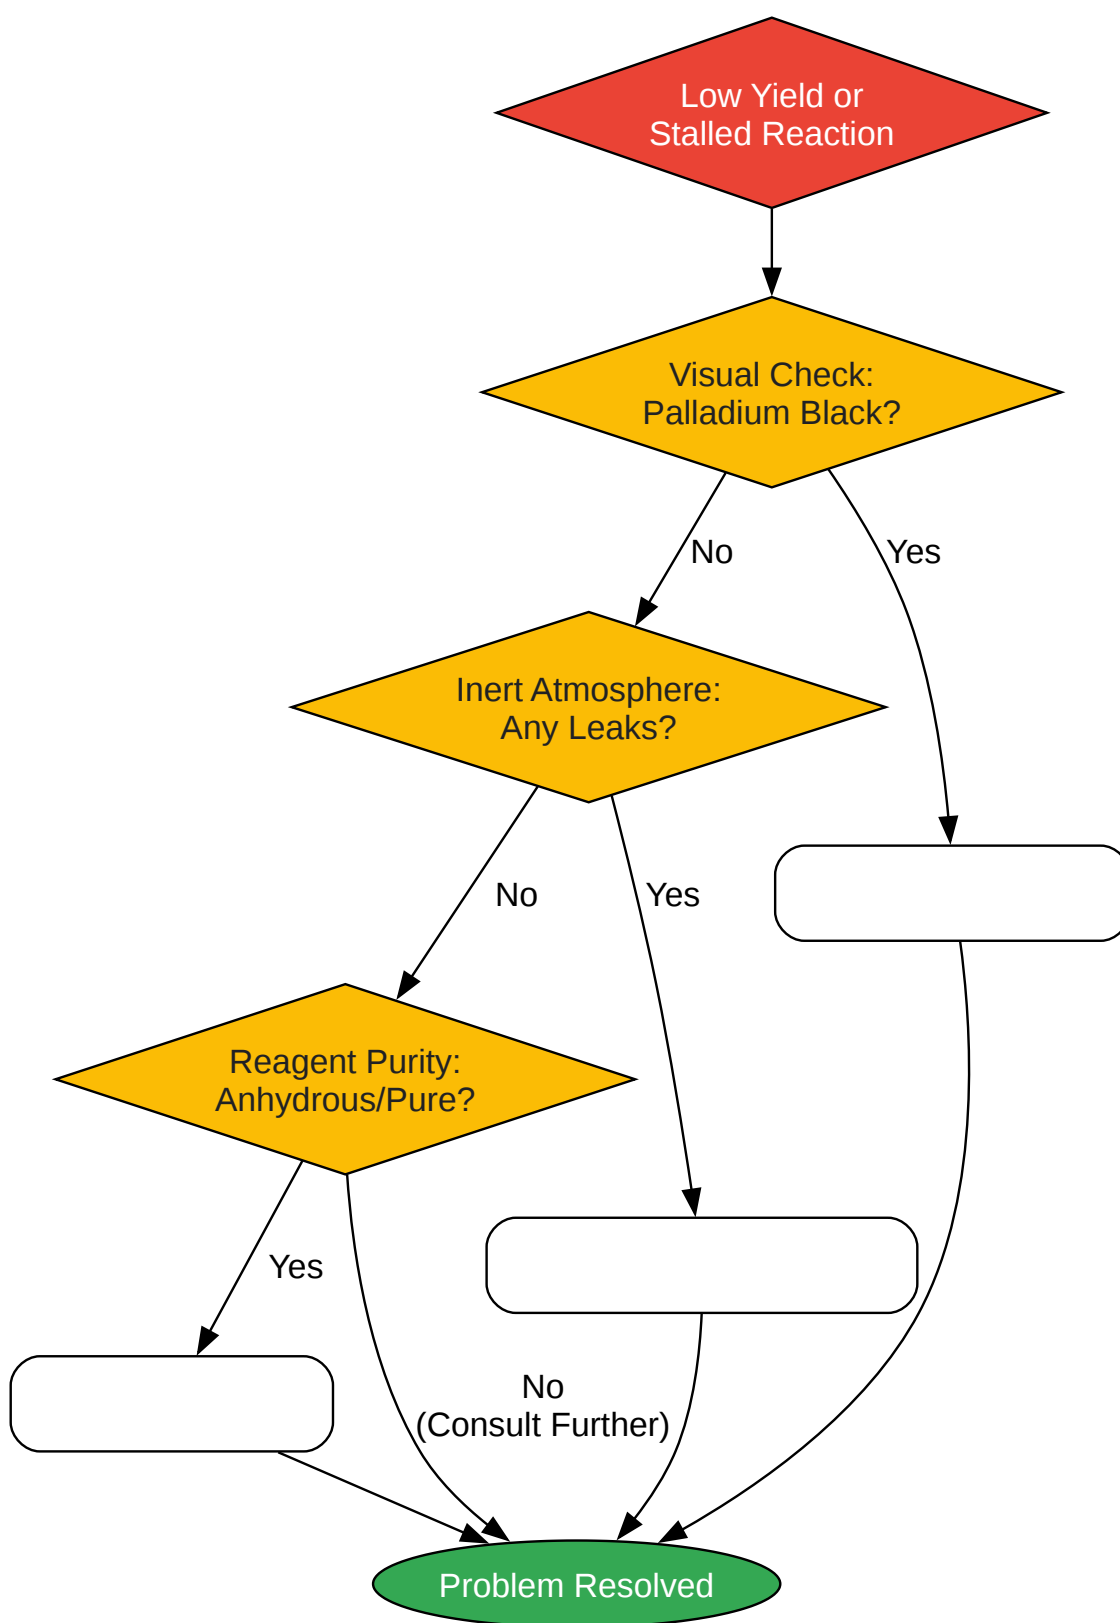 Low Yield or
Stalled Reaction
Visual Check:
Palladium Black?
No
Yes
Inert Atmosphere:
Any Leaks?
No
Yes
Reagent Purity:
Anhydrous/Pure?
Yes
No
(Consult Further)
Problem Resolved